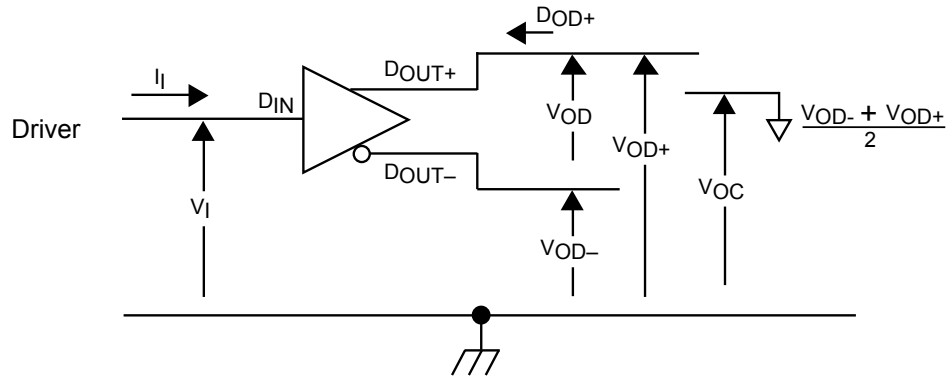 DOD+
II
DOUT+
DIN
Driver
VOD
VOD- + VOD+
2
VOD+
DOUT–
VOC
VI
VOD–